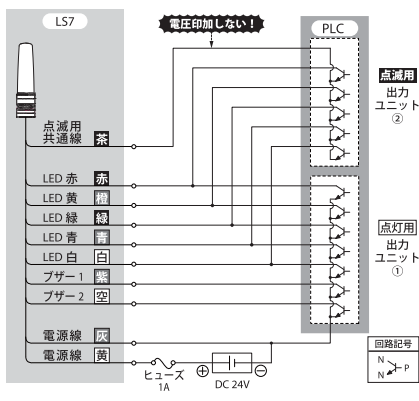 LS7
電圧印加しない！
PLC
点滅用
出力
ユニット
②
点滅用
共通線 茶
LED 赤 赤
LED 黄 橙
LED 緑 緑
LED 青 青
LED 白 白
ブザー 1 紫
ブザー 2 空
点灯用
出力
ユニット
①
電源線 灰
電源線 黄
ヒューズ
1A
⊕
DC 24V
⊖
回路記号
N
N
P